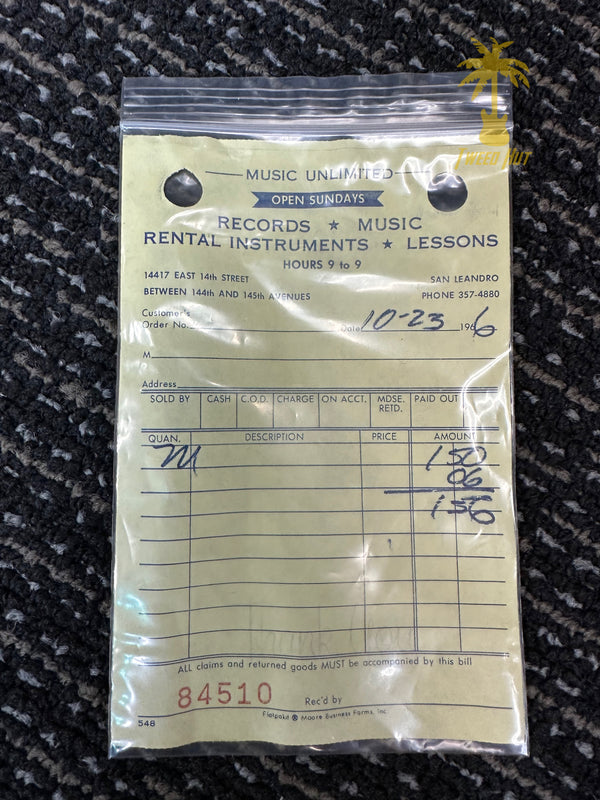 Tweed Hut
MUSIC UNLIMITED
OPEN SUNDAYS
RECORDS ★ MUSIC
RENTAL INSTRUMENTS ★ LESSONS
HOURS 9 to 9
14417 EAST 14th STREET SAN LEANDRO
BETWEEN 144th AND 145th AVENUES PHONE 357-4880
Customer's
Order No. Date 10-23 1966
M
Address
SOLD BY CASH C.O.D. CHARGE ON ACCT. MDSE. RETD. PAID OUT
QUAN. DESCRIPTION PRICE AMOUNT
M 150
06
156
ALL claims and returned goods MUST be accompanied by this bill
84510 Rec'd by
548 Flatpakit ® Moore Business Forms, Inc.